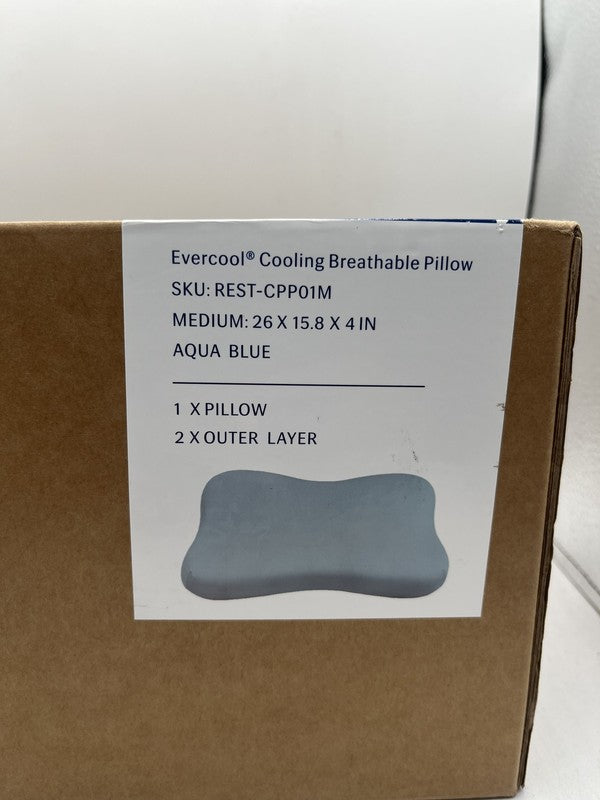 Evercool® Cooling Breathable Pillow
SKU: REST-CPP01M
MEDIUM: 26 X 15.8 X 4 IN
AQUA BLUE
1 X PILLOW
2 X OUTER LAYER